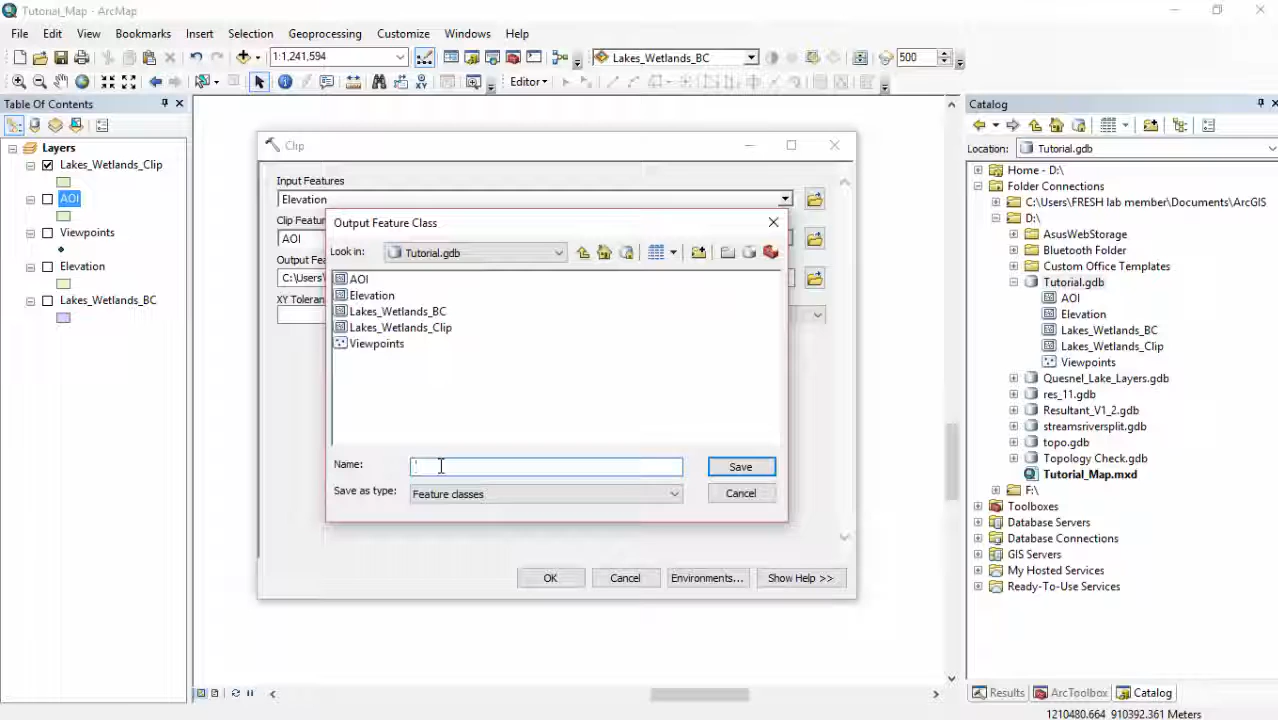 Tutorial_Map - ArcMap
File Edit View Bookmarks Insert Selection Geoprocessing Customize Windows Help
1:1,241,594
Lakes_Wetlands_BC
500
Editor
Table Of Contents
Layers
Lakes_Wetlands_Clip
AOI
Viewpoints
Elevation
Lakes_Wetlands_BC
Clip
Input Features
Elevation
Clip Featur
AOI
Output Fea
C:\Users\
XY Toleran
Output Feature Class
Look in: Tutorial.gdb
AOI
Elevation
Lakes_Wetlands_BC
Lakes_Wetlands_Clip
Viewpoints
Name:
Save
Save as type: Feature classes
Cancel
OK Cancel Environments... Show Help >>
Catalog
Location: Tutorial.gdb
Home - D:\
Folder Connections
C:\Users\FRESH lab member\Documents\ArcGIS
D:\
AsusWebStorage
Bluetooth Folder
Custom Office Templates
Tutorial.gdb
AOI
Elevation
Lakes_Wetlands_BC
Lakes_Wetlands_Clip
Viewpoints
Quesnel_Lake_Layers.gdb
res_11.gdb
Resultant_V1_2.gdb
streamsriversplit.gdb
topo.gdb
Topology Check.gdb
Tutorial_Map.mxd
F:\
Toolboxes
Database Servers
Database Connections
GIS Servers
My Hosted Services
Ready-To-Use Services
Results ArcToolbox Catalog
1210480.664 910392.361 Meters